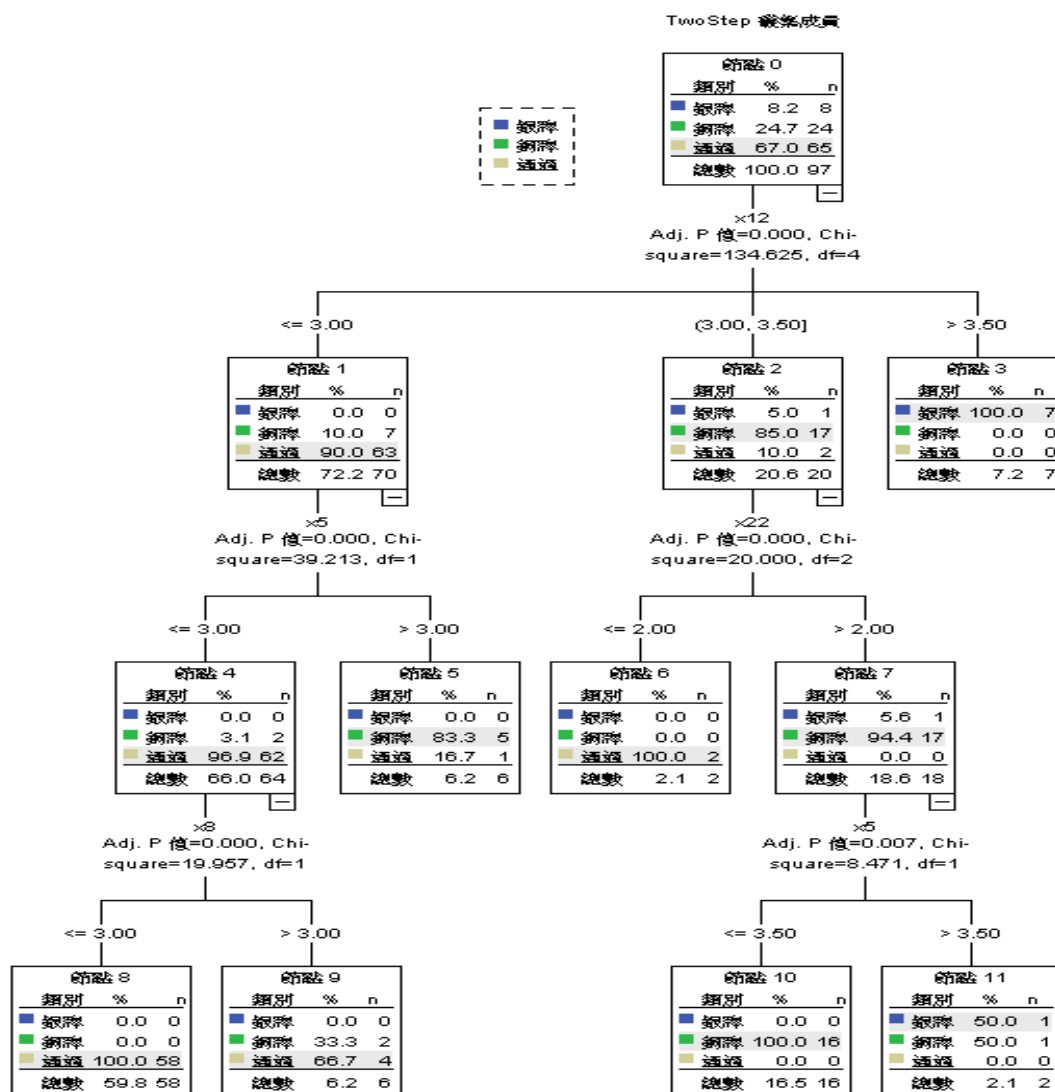 TwoStep 叢集成員
銀牌
銅牌
通過
節點 0
類別 % n
銀牌 8.2 8
銅牌 24.7 24
通過 67.0 65
總數 100.0 97
x12
Adj. P 值=0.000, Chi-
square=134.625, df=4
<= 3.00
(3.00, 3.50]
> 3.50
節點 1
類別 % n
銀牌 0.0 0
銅牌 10.0 7
通過 90.0 63
總數 72.2 70
節點 2
類別 % n
銀牌 5.0 1
銅牌 85.0 17
通過 10.0 2
總數 20.6 20
節點 3
類別 % n
銀牌 100.0 7
銅牌 0.0 0
通過 0.0 0
總數 7.2 7
x5
Adj. P 值=0.000, Chi-
square=39.213, df=1
x22
Adj. P 值=0.000, Chi-
square=20.000, df=2
<= 3.00
> 3.00
<= 2.00
> 2.00
節點 4
類別 % n
銀牌 0.0 0
銅牌 3.1 2
通過 96.9 62
總數 66.0 64
節點 5
類別 % n
銀牌 0.0 0
銅牌 83.3 5
通過 16.7 1
總數 6.2 6
節點 6
類別 % n
銀牌 0.0 0
銅牌 0.0 0
通過 100.0 2
總數 2.1 2
節點 7
類別 % n
銀牌 5.6 1
銅牌 94.4 17
通過 0.0 0
總數 18.6 18
x8
Adj. P 值=0.000, Chi-
square=19.957, df=1
x5
Adj. P 值=0.007, Chi-
square=8.471, df=1
<= 3.00
> 3.00
<= 3.50
> 3.50
節點 8
類別 % n
銀牌 0.0 0
銅牌 0.0 0
通過 100.0 58
總數 59.8 58
節點 9
類別 % n
銀牌 0.0 0
銅牌 33.3 2
通過 66.7 4
總數 6.2 6
節點 10
類別 % n
銀牌 0.0 0
銅牌 100.0 16
通過 0.0 0
總數 16.5 16
節點 11
類別 % n
銀牌 50.0 1
銅牌 50.0 1
通過 0.0 0
總數 2.1 2